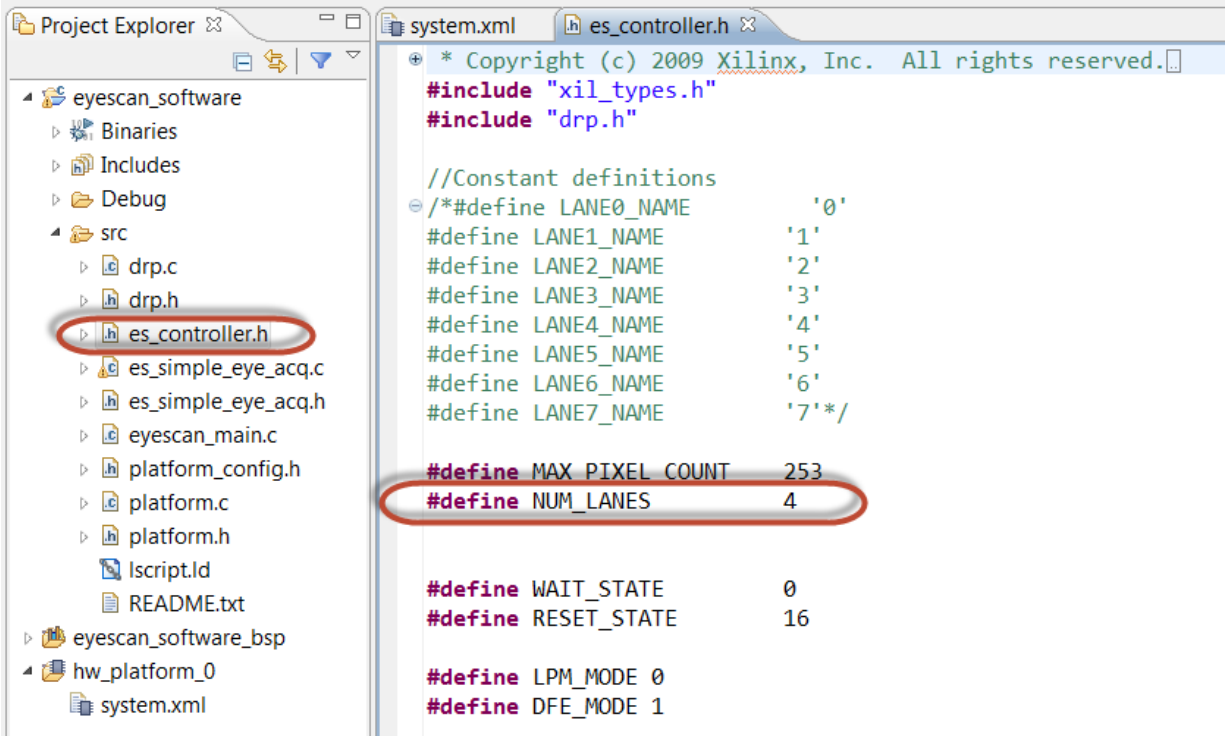 Project Explorer
eyescan_software
Binaries
Includes
Debug
src
drp.c
drp.h
es_controller.h
es_simple_eye_acq.c
es_simple_eye_acq.h
eyescan_main.c
platform_config.h
platform.c
platform.h
lscript.ld
README.txt
eyescan_software_bsp
hw_platform_0
system.xml
system.xml es_controller.h
* Copyright (c) 2009 Xilinx, Inc. All rights reserved.
#include "xil_types.h"
#include "drp.h"
//Constant definitions
/*#define LANE0_NAME '0'
#define LANE1_NAME '1'
#define LANE2_NAME '2'
#define LANE3_NAME '3'
#define LANE4_NAME '4'
#define LANE5_NAME '5'
#define LANE6_NAME '6'
#define LANE7_NAME '7'*/
#define MAX_PIXEL_COUNT 253
#define NUM_LANES 4
#define WAIT_STATE 0
#define RESET_STATE 16
#define LPM_MODE 0
#define DFE_MODE 1